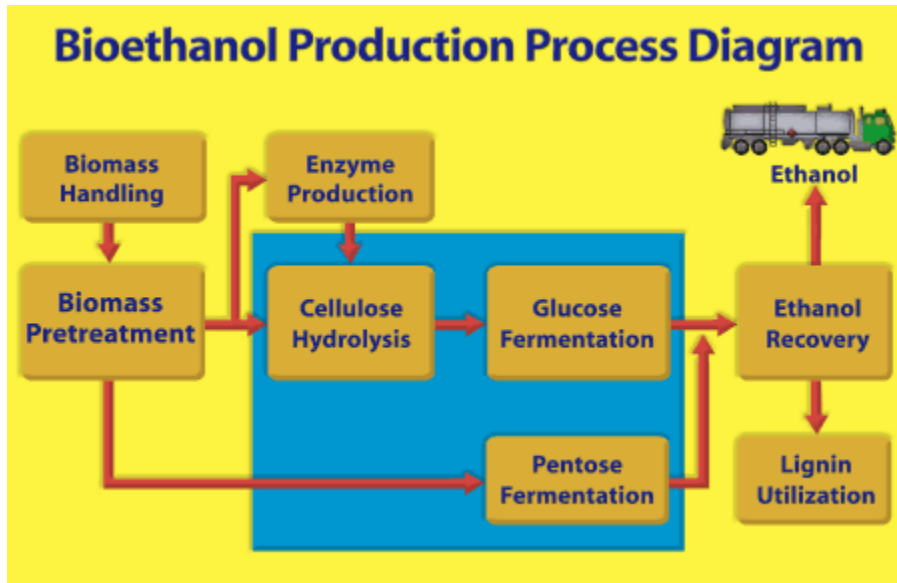 Bioethanol Production Process Diagram
Biomass
Handling
Enzyme
Production
Ethanol
Biomass
Pretreatment
Cellulose
Hydrolysis
Glucose
Fermentation
Ethanol
Recovery
Pentose
Fermentation
Lignin
Utilization